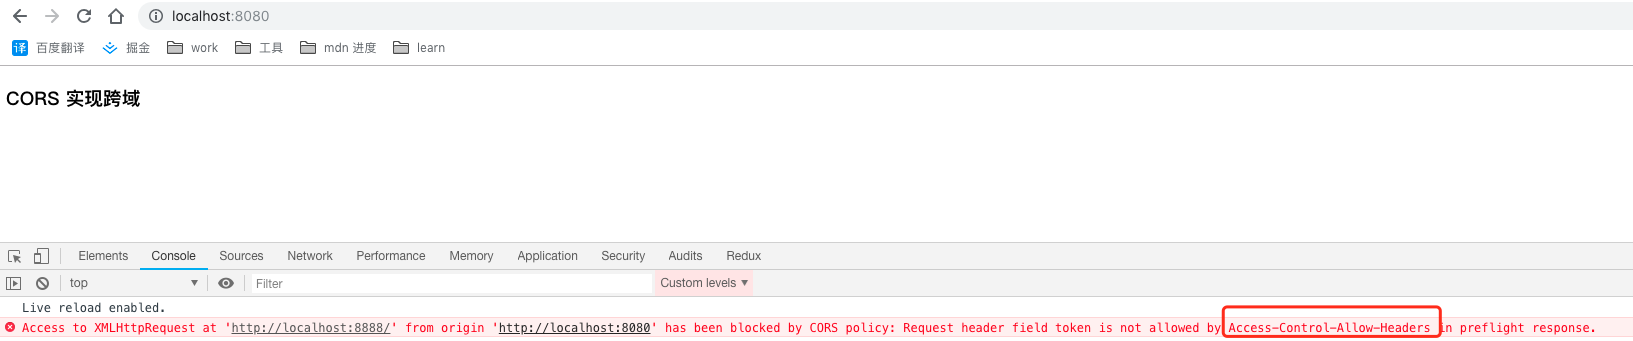 localhost:8080
译 百度翻译 掘金 work 工具 mdn 进度 learn
CORS 实现跨域
Elements Console Sources Network Performance Memory Application Security Audits Redux
top Filter Custom levels
Live reload enabled.
Access to XMLHttpRequest at 'http://localhost:8888/' from origin 'http://localhost:8080' has been blocked by CORS policy: Request header field token is not allowed by Access-Control-Allow-Headers in preflight response.